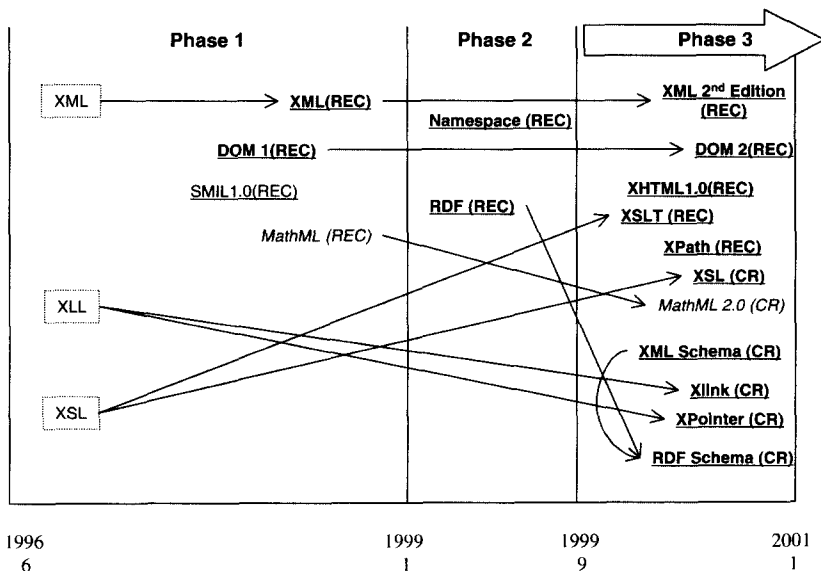 Phase 1
Phase 2
Phase 3
XML
XML(REC)
XML 2nd Edition
(REC)
Namespace (REC)
DOM 1(REC)
DOM 2(REC)
SMIL1.0(REC)
XHTML1.0(REC)
RDF (REC)
XSLT (REC)
MathML (REC)
XPath (REC)
XSL (CR)
XLL
MathML 2.0 (CR)
XML Schema (CR)
Xlink (CR)
XSL
XPointer (CR)
RDF Schema (CR)
1996
6
1999
1
1999
9
2001
1